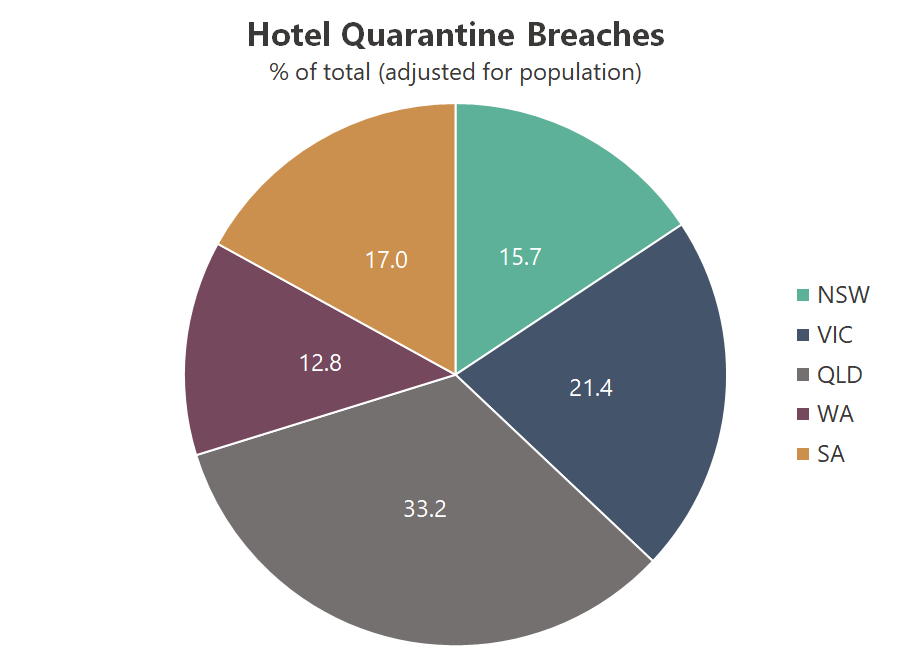 Hotel Quarantine Breaches
% of total (adjusted for population)
17.0
15.7
12.8
21.4
33.2
NSW
VIC
QLD
WA
SA